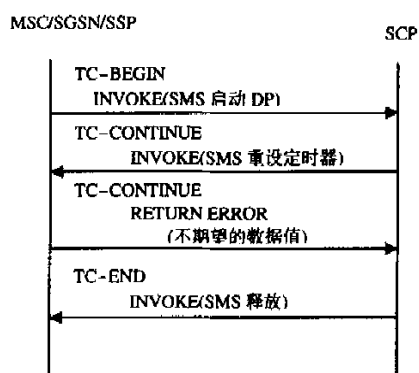 MSC/SGSN/SSP
SCP
TC-BEGIN
INVOKE(SMS 启动 DP)
TC-CONTINUE
INVOKE(SMS 重设定时器)
TC-CONTINUE
RETURN ERROR
(不期望的数据值)
TC-END
INVOKE(SMS 释放)